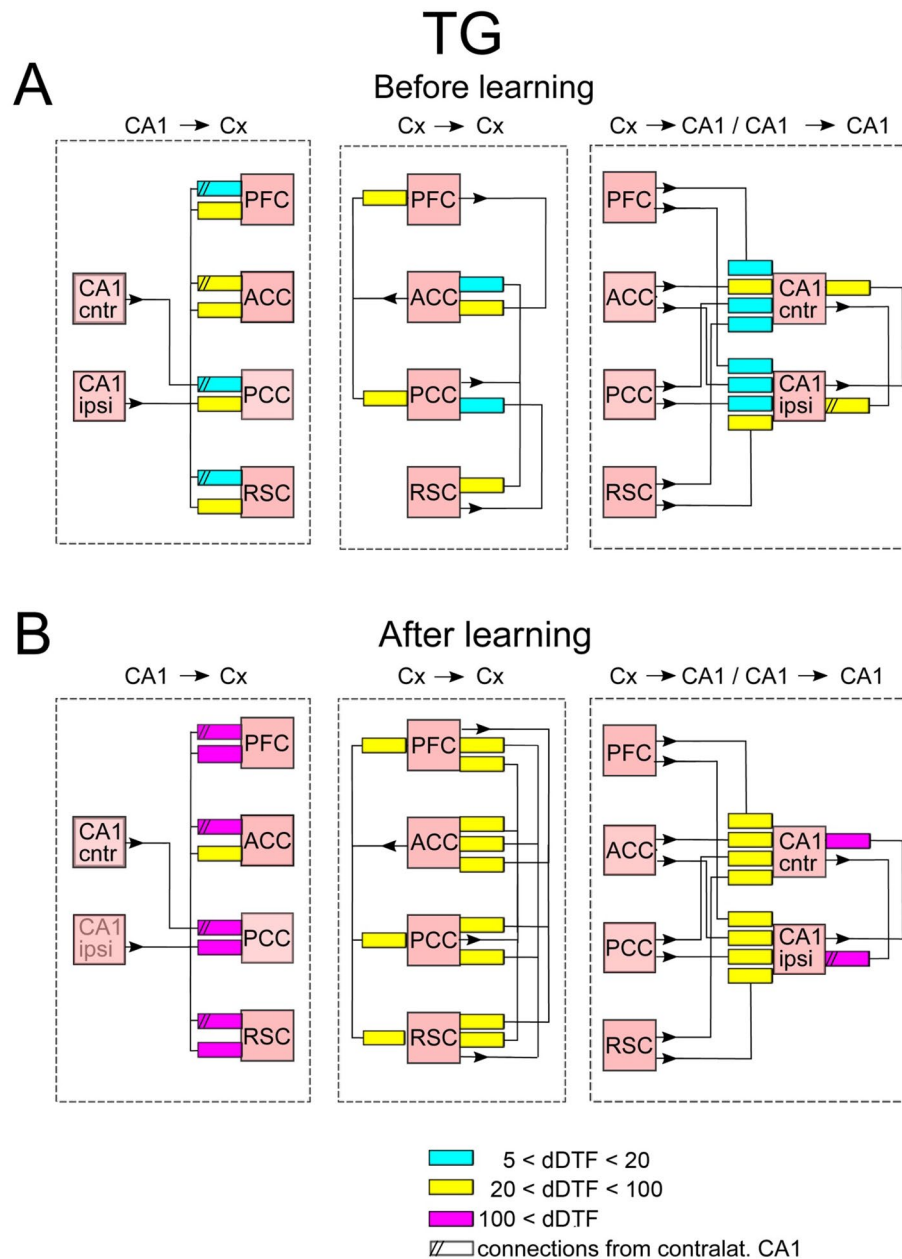 TG
A
Before learning
CA1 → Cx
Cx → Cx
Cx → CA1 / CA1 → CA1
PFC
ACC
PCC
RSC
CA1
cntr
CA1
ipsi
PFC
ACC
PCC
RSC
PFC
ACC
PCC
RSC
CA1
cntr
CA1
ipsi
B
After learning
CA1 → Cx
Cx → Cx
Cx → CA1 / CA1 → CA1
PFC
ACC
PCC
RSC
CA1
cntr
CA1
ipsi
PFC
ACC
PCC
RSC
PFC
ACC
PCC
RSC
CA1
cntr
CA1
ipsi
5 < dDTF < 20
20 < dDTF < 100
100 < dDTF
connections from contralat. CA1